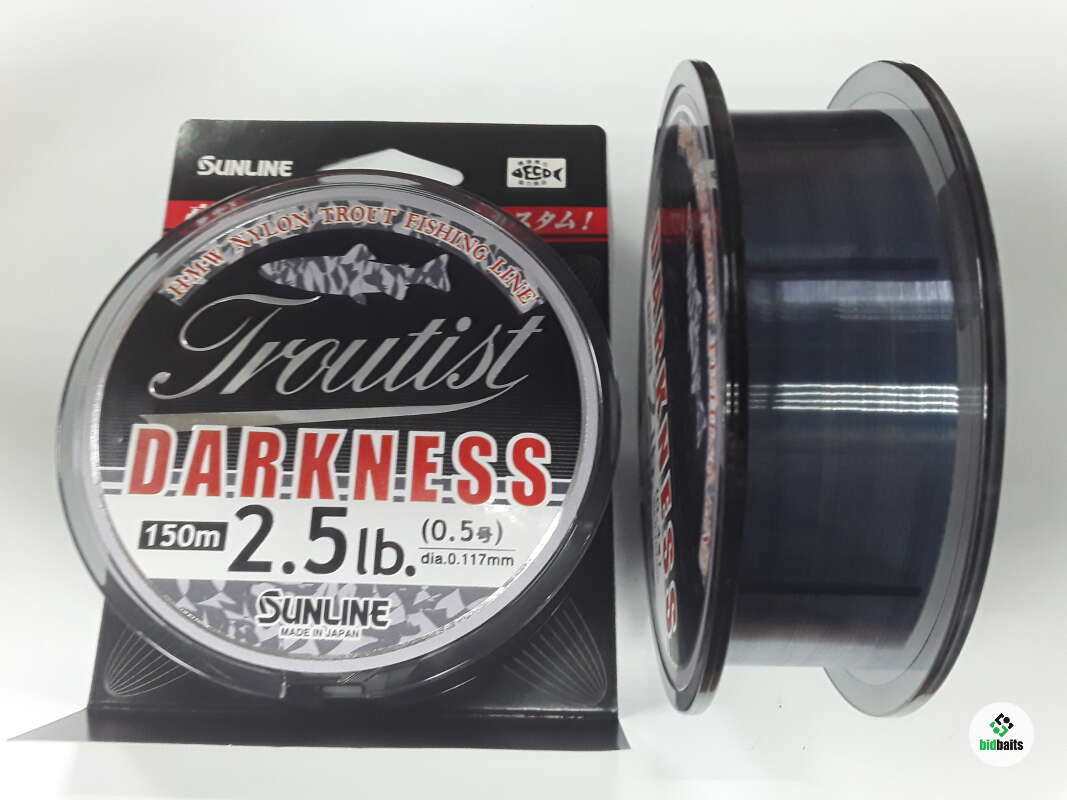 SUNLINE
ECO
スタム!
H·M·W NYLON TROUT FISHING LINE
Troutist
DARKNESS
150m 2.5lb. (0.5号)
dia.0.117mm
SUNLINE
MADE IN JAPAN
DARKNESS
bidbaits